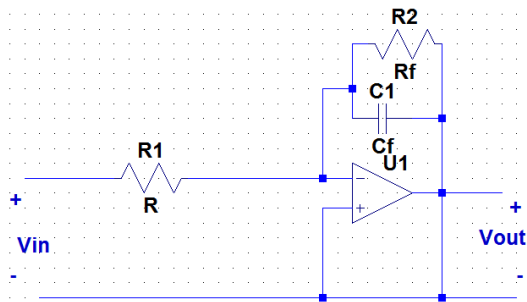 R2
Rf
C1
Cf
U1
R1
R
+
Vin
-
-
+
+
Vout
-